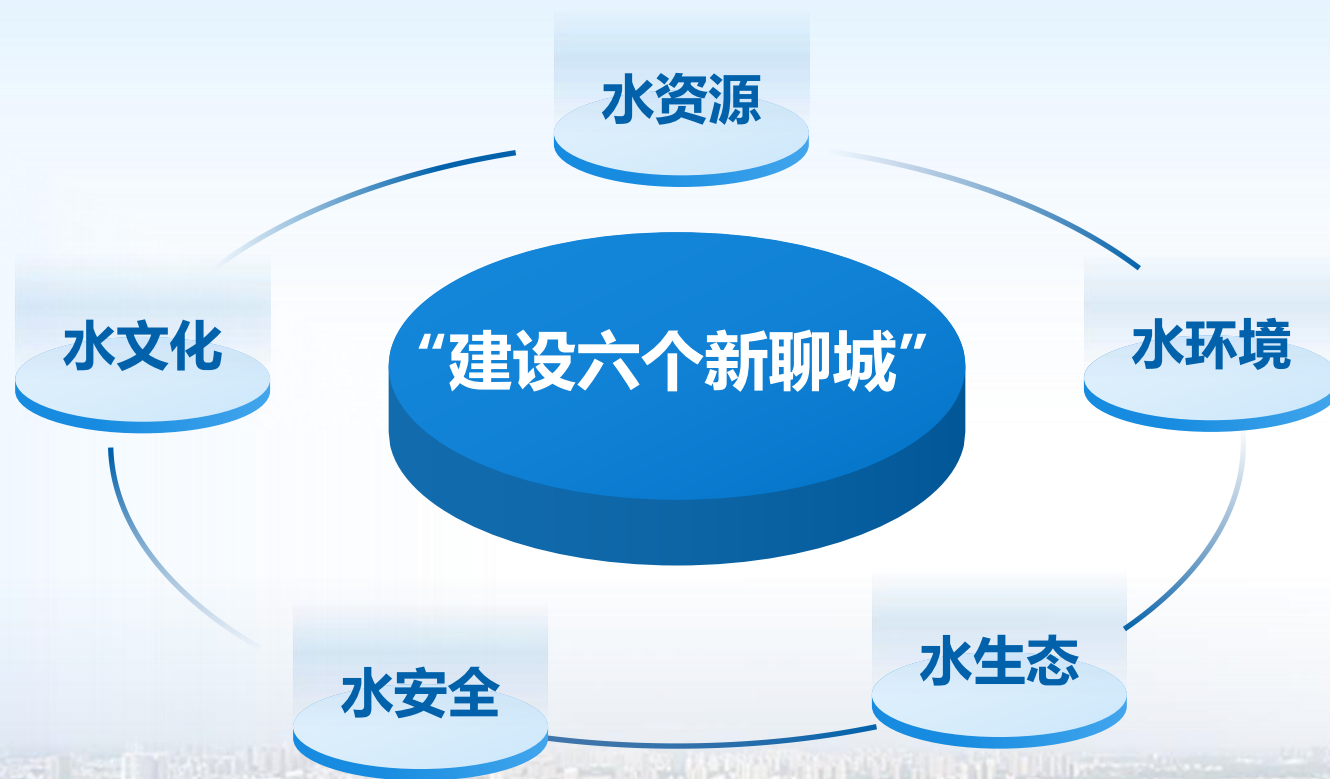 水资源
水文化
“建设六个新聊城”
水环境
水生态
水安全